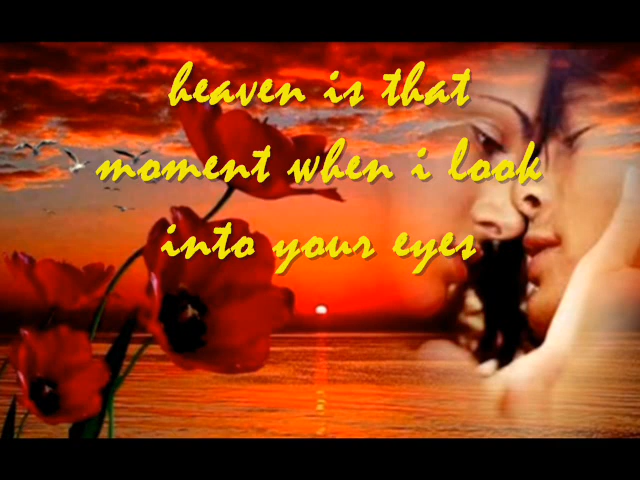 heaven is that
moment when i look
into your eyes